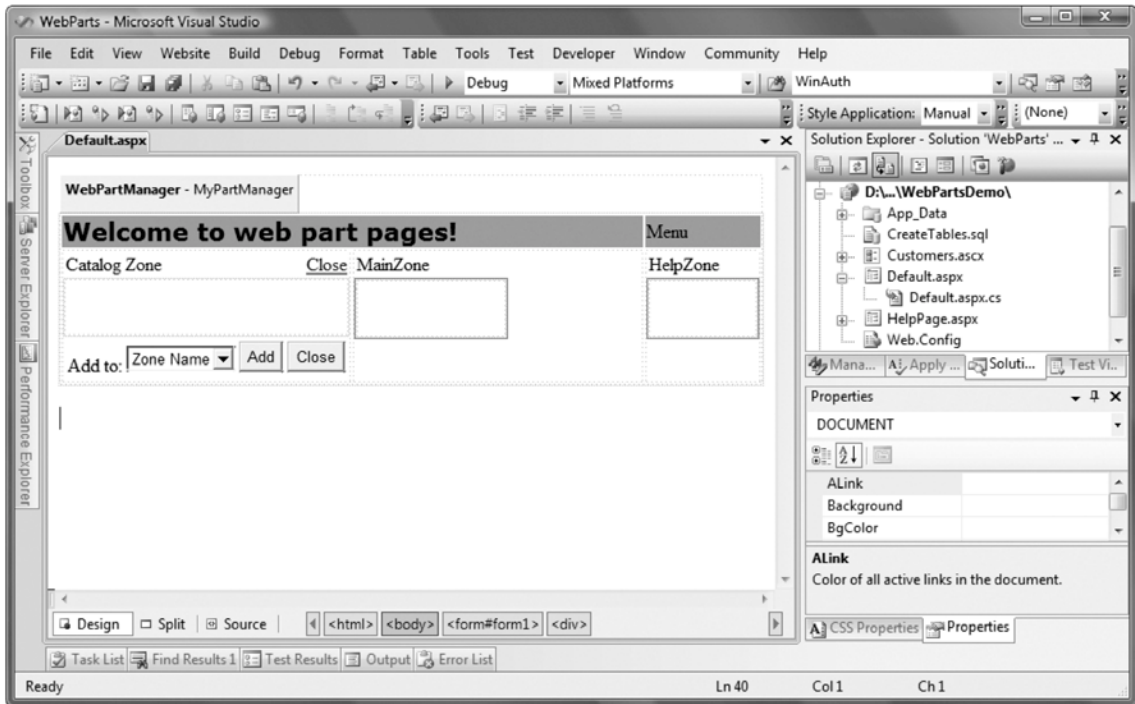 WebParts - Microsoft Visual Studio
File Edit View Website Build Debug Format Table Tools Test Developer Window Community Help
Debug Mixed Platforms WinAuth
Style Application: Manual (None)
Toolbox
Server Explorer
Performance Explorer
Default.aspx
WebPartManager - MyPartManager
Welcome to web part pages! Menu
Catalog Zone Close MainZone HelpZone
Add to: Zone Name Add Close
Design Split Source <html> <body> <form#form1> <div>
Solution Explorer - Solution 'WebParts' ...
D:\...\WebPartsDemo\
App_Data
CreateTables.sql
Customers.ascx
Default.aspx
Default.aspx.cs
HelpPage.aspx
Web.Config
Mana... Apply ... Soluti... Test Vi...
Properties
DOCUMENT
ALink
Background
BgColor
ALink
Color of all active links in the document.
CSS Properties Properties
Task List Find Results 1 Test Results Output Error List
Ready Ln 40 Col 1 Ch 1